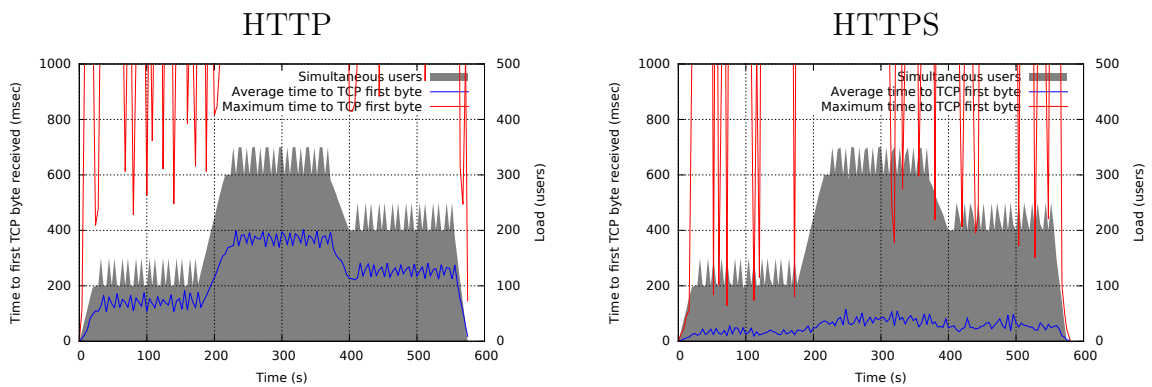 HTTP
Time to first TCP byte received (msec)
1000
800
600
400
200
0
Simultaneous users
Average time to TCP first byte
Maximum time to TCP first byte
500
400
300
200
100
0
Load (users)
0 100 200 300 400 500 600
Time (s)
HTTPS
Time to first TCP byte received (msec)
1000
800
600
400
200
0
Simultaneous users
Average time to TCP first byte
Maximum time to TCP first byte
500
400
300
200
100
0
Load (users)
0 100 200 300 400 500 600
Time (s)